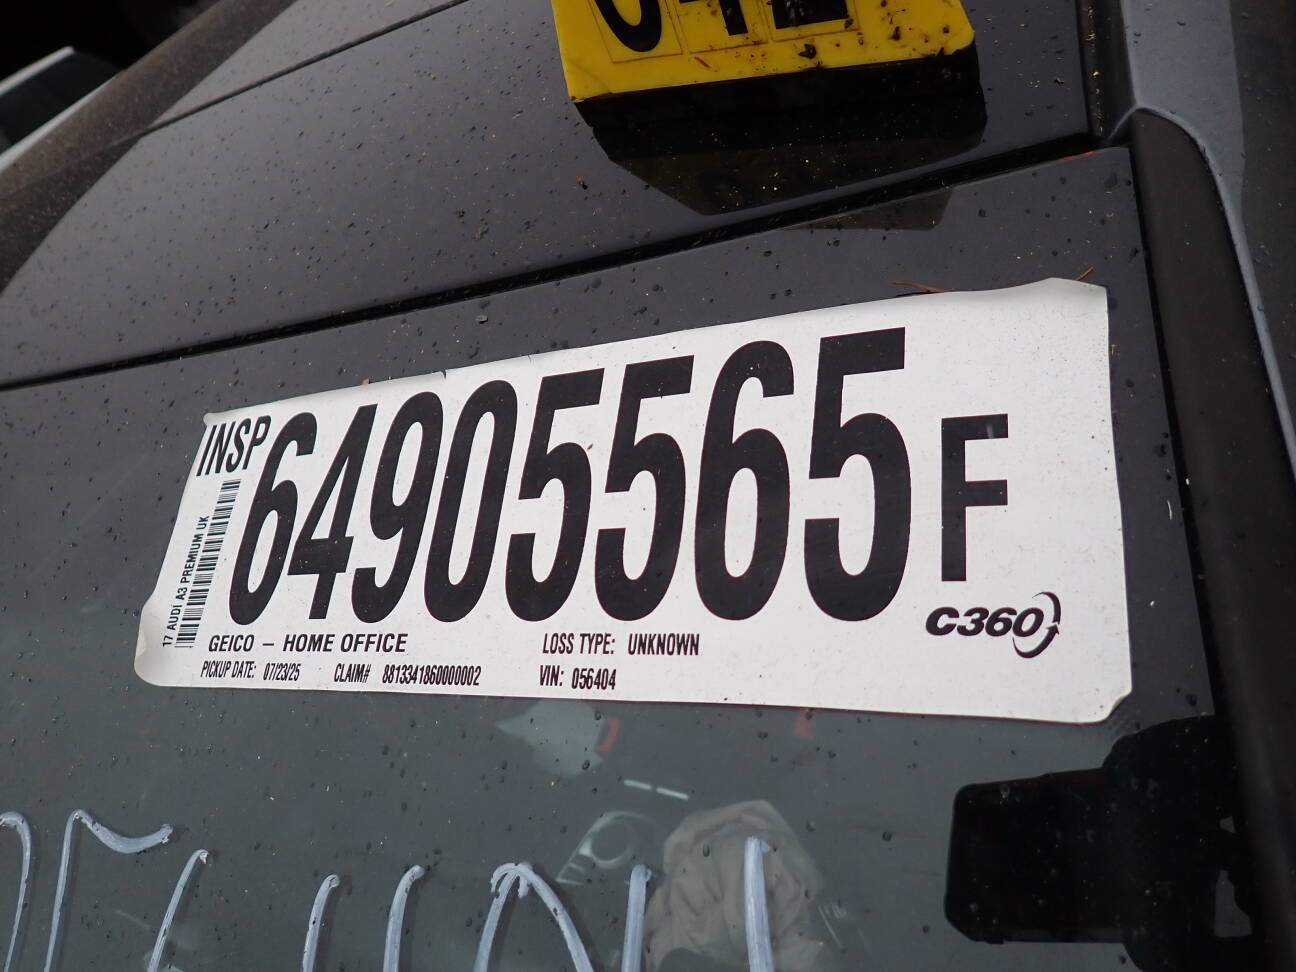 INSP 64905565 F
17 AUDI A3 PREMIUM UK
C360
GEICO – HOME OFFICE LOSS TYPE: UNKNOWN
PICKUP DATE: 07/23/25 CLAIM# 8813341860000002 VIN: 056404